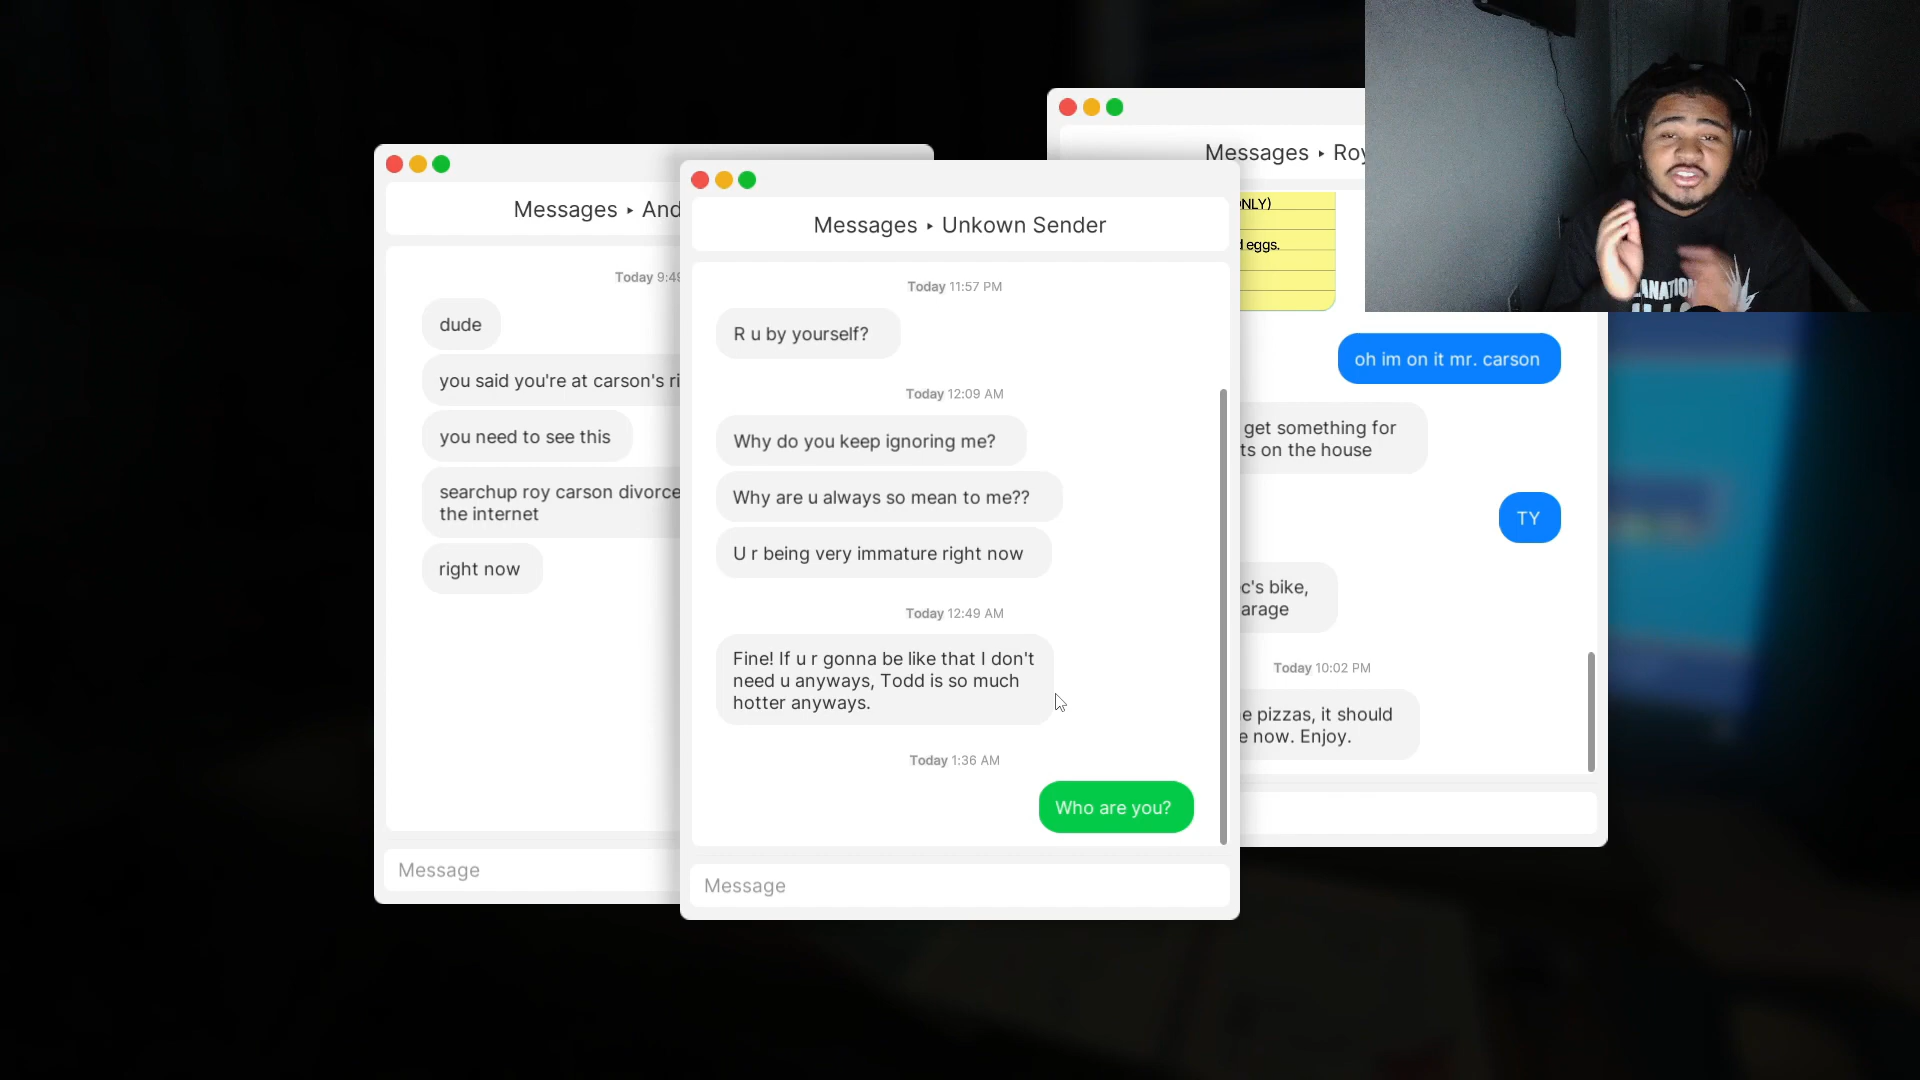 Messages ‣ And
Today 9:49
dude
you said you're at carson's ri
you need to see this
searchup roy carson divorce
the internet
right now
Message
Messages ‣ Unkown Sender
Today 11:57 PM
R u by yourself?
Today 12:09 AM
Why do you keep ignoring me?
Why are u always so mean to me??
U r being very immature right now
Today 12:49 AM
Fine! If u r gonna be like that I don't
need u anyways, Todd is so much
hotter anyways.
Today 1:36 AM
Who are you?
Message
Messages ‣ Roy
ONLY)
d eggs.
oh im on it mr. carson
get something for
ts on the house
TY
c's bike,
arage
Today 10:02 PM
e pizzas, it should
e now. Enjoy.